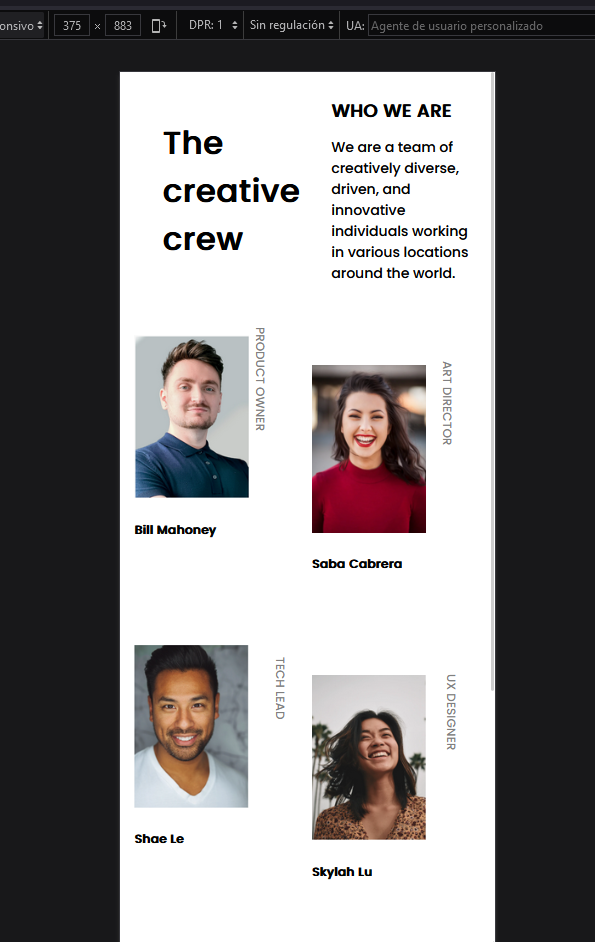 onsivo
375 × 883
DPR: 1
Sin regulación
UA:
Agente de usuario personalizado
The
creative
crew
WHO WE ARE
We are a team of
creatively diverse,
driven, and
innovative
individuals working
in various locations
around the world.
PRODUCT OWNER
Bill Mahoney
ART DIRECTOR
Saba Cabrera
TECH LEAD
Shae Le
UX DESIGNER
Skylah Lu